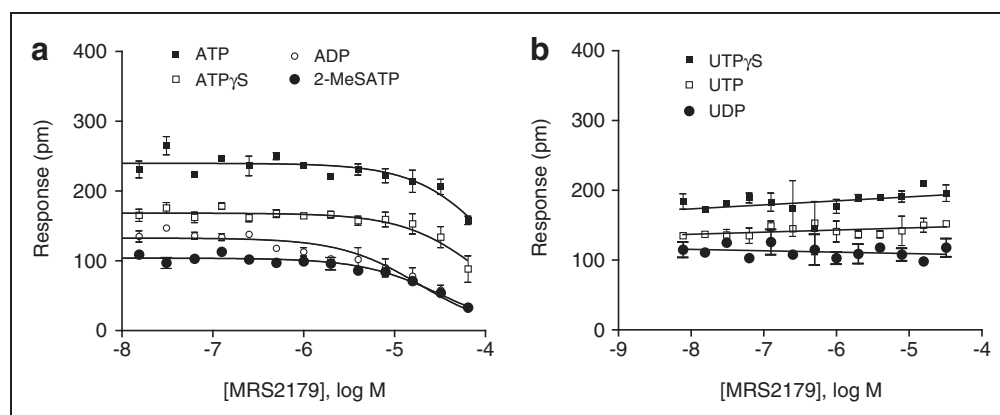 a
ATP
ADP
ATPγS
2-MeSATP
400
300
200
100
0
Response (pm)
-8
-7
-6
-5
-4
[MRS2179], log M
b
UTPγS
UTP
UDP
400
300
200
100
0
Response (pm)
-9
-8
-7
-6
-5
-4
[MRS2179], log M